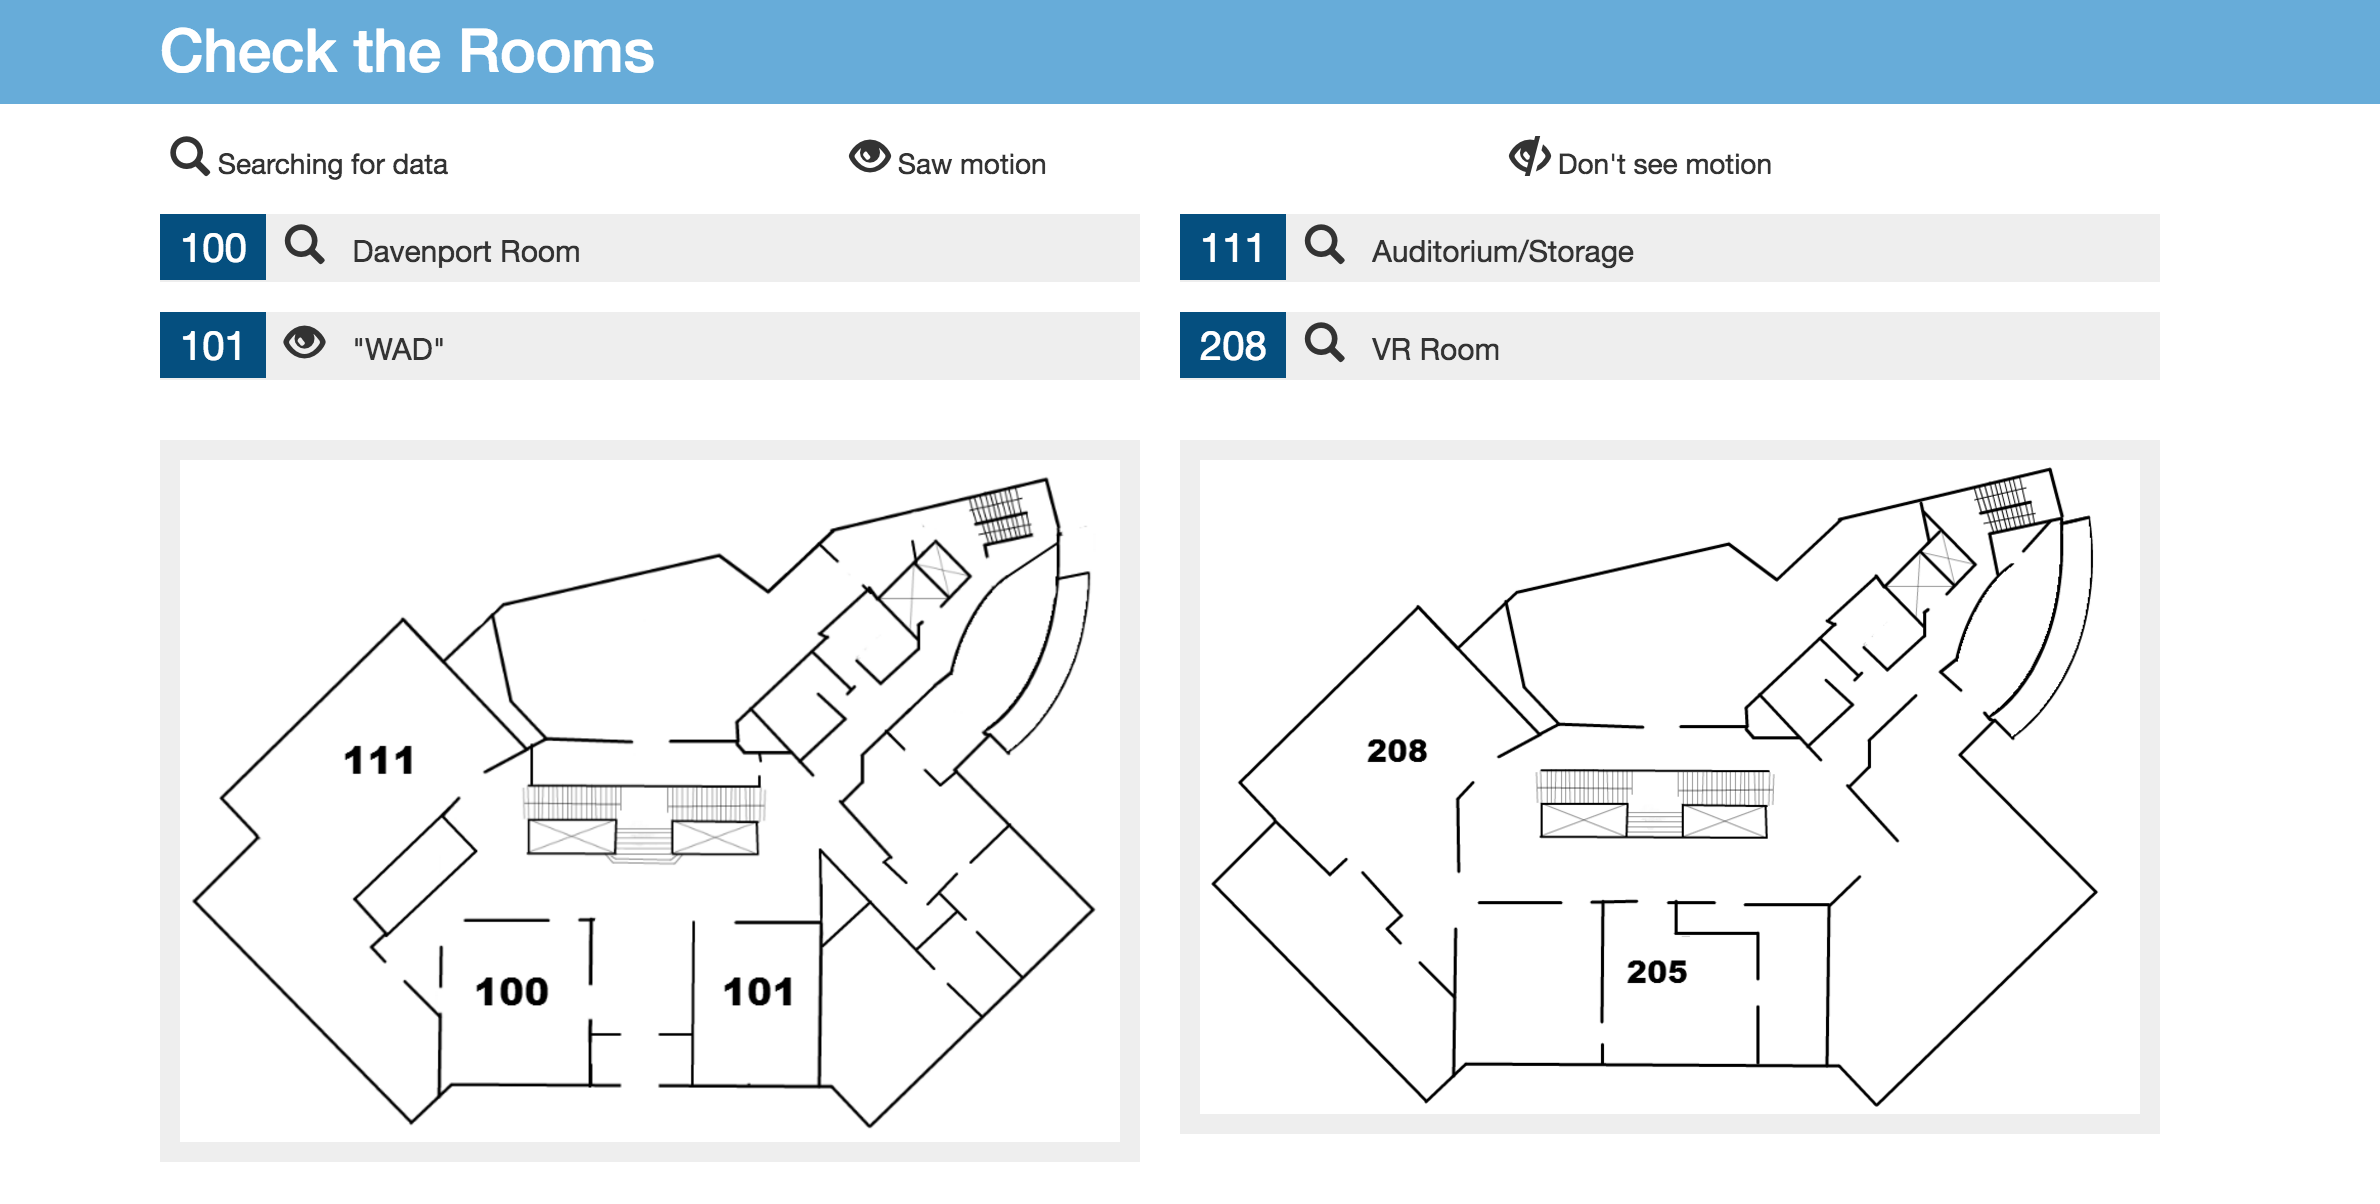 Check the Rooms
Searching for data
Saw motion
Don't see motion
100 Davenport Room
111 Auditorium/Storage
101 "WAD"
208 VR Room
111
100
101
208
205